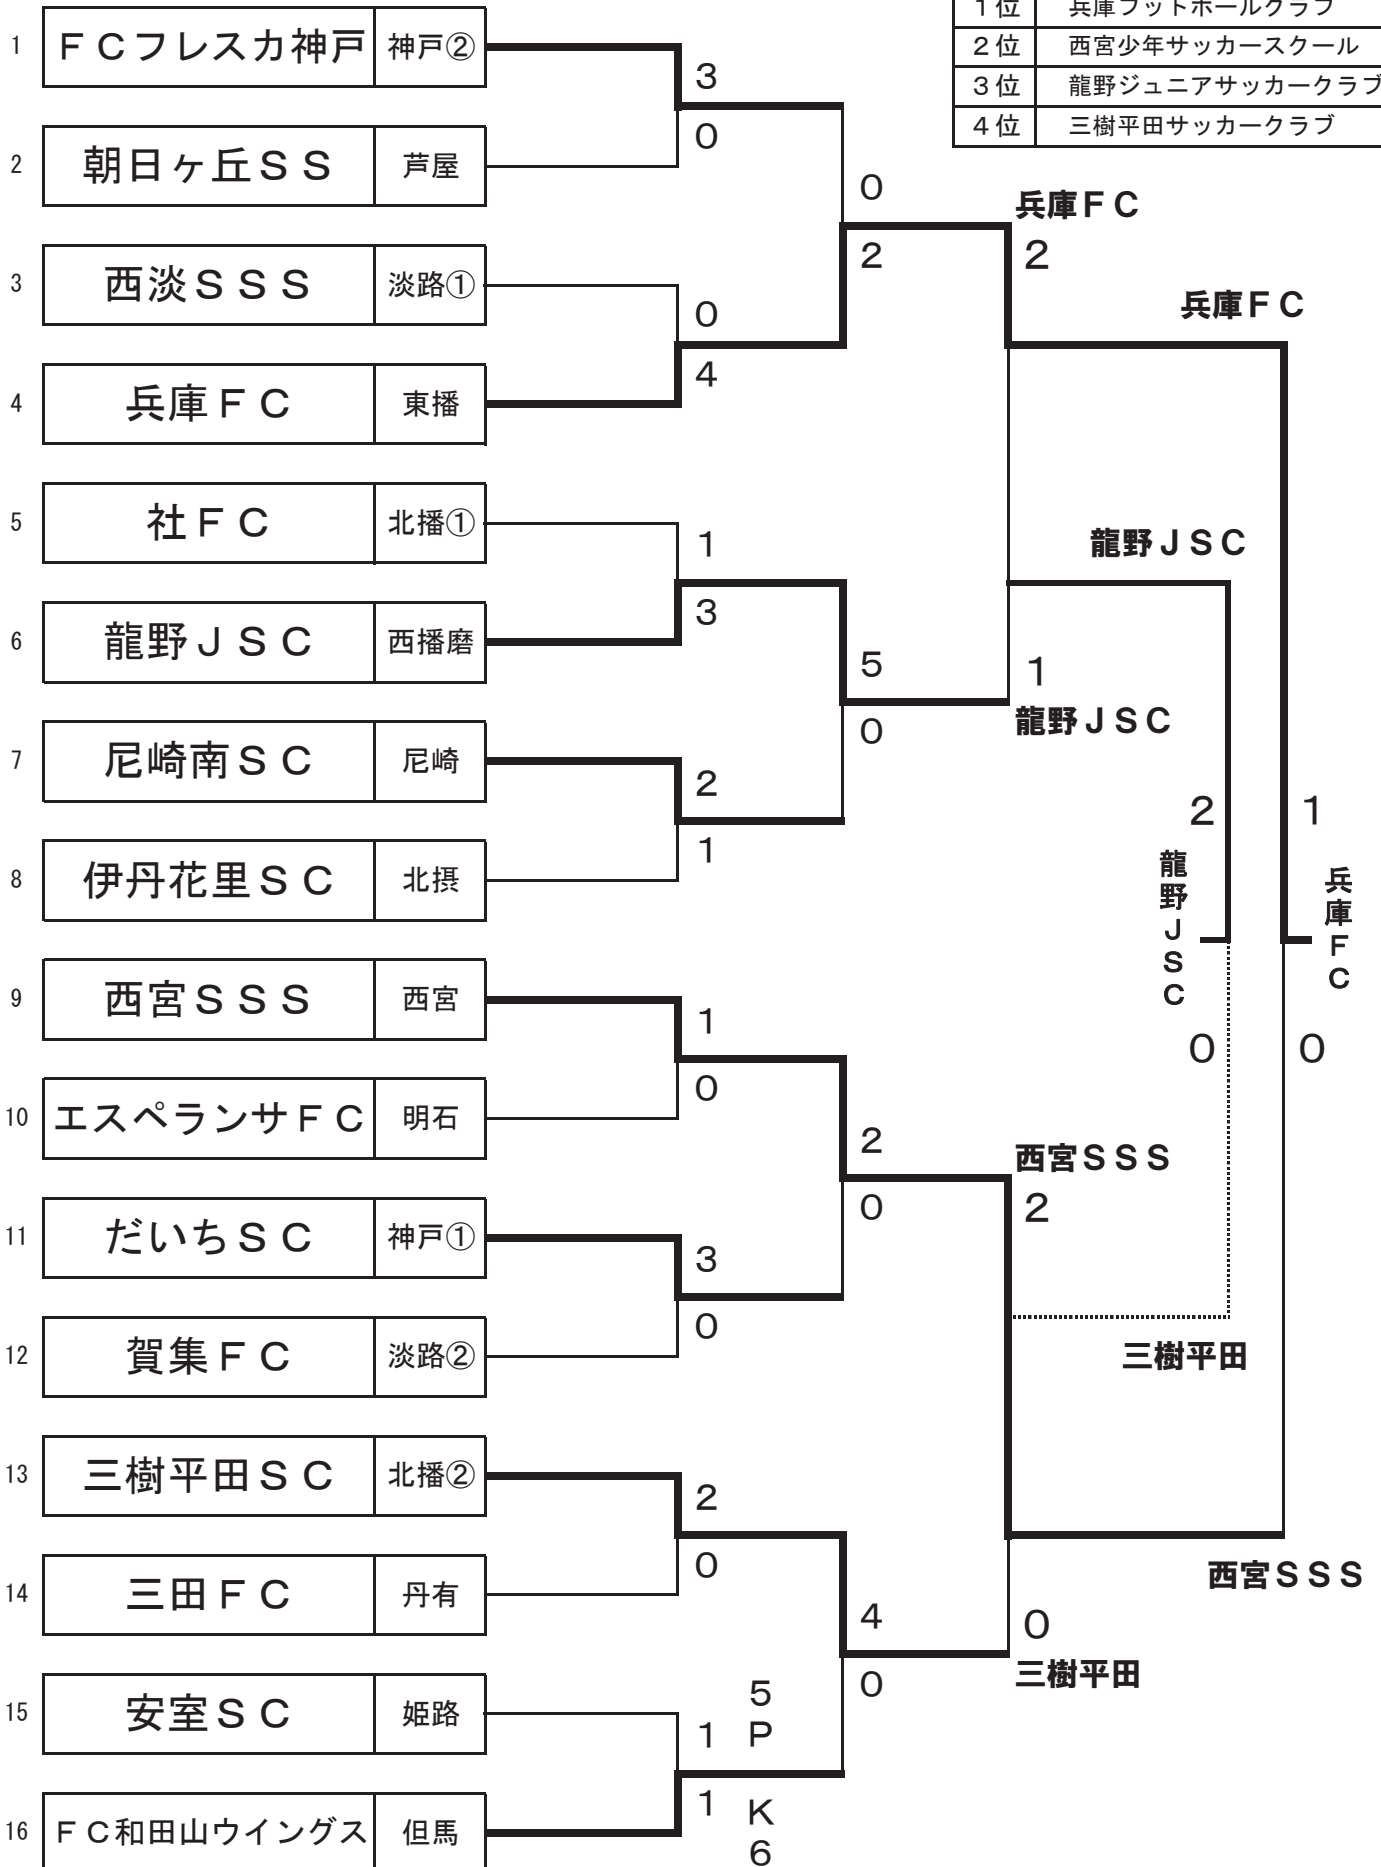 1位 兵庫フットボールクラブ
2位 西宮少年サッカースクール
3位 龍野ジュニアサッカークラブ
4位 三樹平田サッカークラブ
1 ＦＣフレスカ神戸 神戸②
3
0
2 朝日ヶ丘ＳＳ 芦屋
0
2
兵庫ＦＣ
2
3 西淡ＳＳＳ 淡路①
0
4
4 兵庫ＦＣ 東播
兵庫ＦＣ
5 社ＦＣ 北播①
1
3
6 龍野ＪＳＣ 西播磨
龍野ＪＳＣ
5
0
1
龍野ＪＳＣ
7 尼崎南ＳＣ 尼崎
2
1
8 伊丹花里ＳＣ 北摂
2
龍野ＪＳＣ
0
1
兵庫ＦＣ
0
9 西宮ＳＳＳ 西宮
1
0
10 エスペランサＦＣ 明石
2
0
西宮ＳＳＳ
2
11 だいちＳＣ 神戸①
3
0
12 賀集ＦＣ 淡路②
三樹平田
13 三樹平田ＳＣ 北播②
2
0
14 三田ＦＣ 丹有
西宮ＳＳＳ
4
0
0
三樹平田
15 安室ＳＣ 姫路
1
1
5
P
K
6
16 ＦＣ和田山ウイングス 但馬